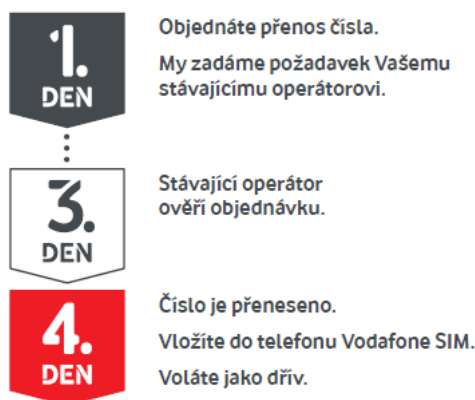 1.
DEN
Objednáte přenos čísla.
My zadáme požadavek Vašemu
stávajícímu operátorovi.
3.
DEN
Stávající operátor
ověří objednávku.
4.
DEN
Číslo je přeneseno.
Vložíte do telefonu Vodafone SIM.
Voláte jako dřív.